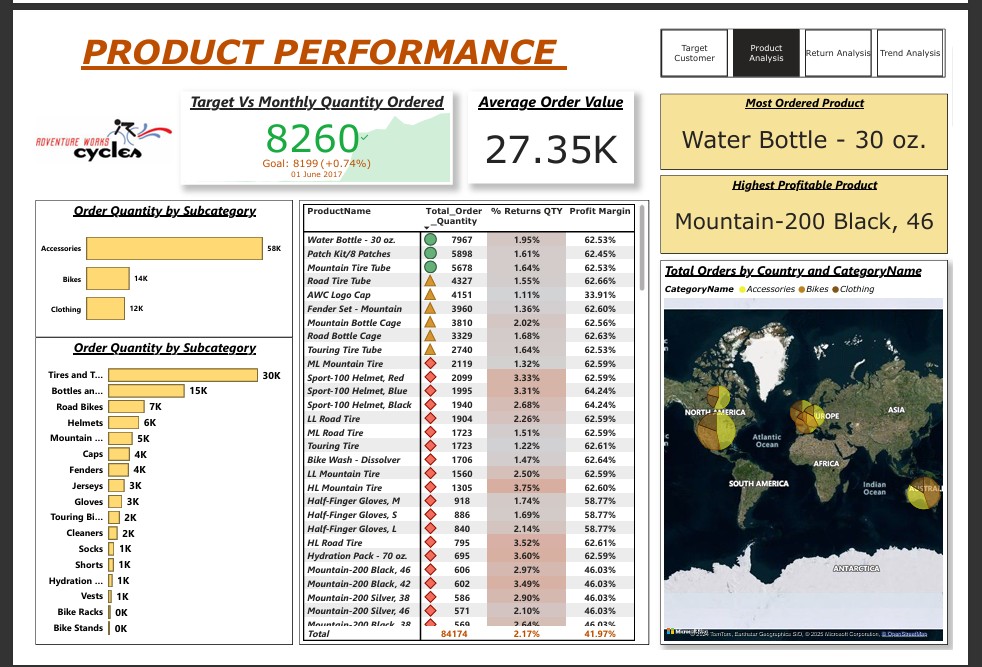 PRODUCT PERFORMANCE
Target
Customer
Product
Analysis
Return Analysis
Trend Analysis
ADVENTURE WORKS
cycles
Target Vs Monthly Quantity Ordered
8260
Goal: 8199 (+0.74%)
01 June 2017
Average Order Value
27.35K
Most Ordered Product
Water Bottle - 30 oz.
Highest Profitable Product
Mountain-200 Black, 46
Order Quantity by Subcategory
Accessories 58K
Bikes 14K
Clothing 12K
Order Quantity by Subcategory
Tires and T... 30K
Bottles an... 15K
Road Bikes 7K
Helmets 6K
Mountain ... 5K
Caps 4K
Fenders 4K
Jerseys 3K
Gloves 3K
Touring Bi... 2K
Cleaners 2K
Socks 1K
Shorts 1K
Hydration ... 1K
Vests 1K
Bike Racks 0K
Bike Stands 0K
ProductName Total_Order _Quantity % Returns QTY Profit Margin
Water Bottle - 30 oz. 7967 1.95% 62.53%
Patch Kit/8 Patches 5898 1.61% 62.45%
Mountain Tire Tube 5678 1.64% 62.53%
Road Tire Tube 4327 1.55% 62.66%
AWC Logo Cap 4151 1.11% 33.91%
Fender Set - Mountain 3960 1.36% 62.60%
Mountain Bottle Cage 3810 2.02% 62.56%
Road Bottle Cage 3329 1.68% 62.63%
Touring Tire Tube 2740 1.64% 62.53%
ML Mountain Tire 2119 1.32% 62.59%
Sport-100 Helmet, Red 2099 3.33% 62.59%
Sport-100 Helmet, Blue 1995 3.31% 64.24%
Sport-100 Helmet, Black 1940 2.68% 64.24%
LL Road Tire 1904 2.26% 62.59%
ML Road Tire 1723 1.51% 62.59%
Touring Tire 1723 1.22% 62.61%
Bike Wash - Dissolver 1706 1.47% 62.64%
LL Mountain Tire 1560 2.50% 62.59%
HL Mountain Tire 1305 3.75% 62.60%
Half-Finger Gloves, M 918 1.74% 58.77%
Half-Finger Gloves, S 886 1.69% 58.77%
Half-Finger Gloves, L 840 2.14% 58.77%
HL Road Tire 795 3.52% 62.61%
Hydration Pack - 70 oz. 695 3.60% 62.59%
Mountain-200 Black, 46 606 2.97% 46.03%
Mountain-200 Black, 42 602 3.49% 46.03%
Mountain-200 Silver, 38 586 2.90% 46.03%
Mountain-200 Silver, 46 571 2.10% 46.03%
Mountain-200 Black, 38 569 2.64% 46.03%
Total 84174 2.17% 41.97%
Total Orders by Country and CategoryName
CategoryName Accessories Bikes Clothing
NORTH AMERICA
EUROPE
ASIA
Atlantic
Ocean
AFRICA
SOUTH AMERICA
Indian
Ocean
AUSTRAL
ANTARCTICA
TomTom, Earthstar Geographics SIO, © 2025 Microsoft Corporation, © OpenStreetMap